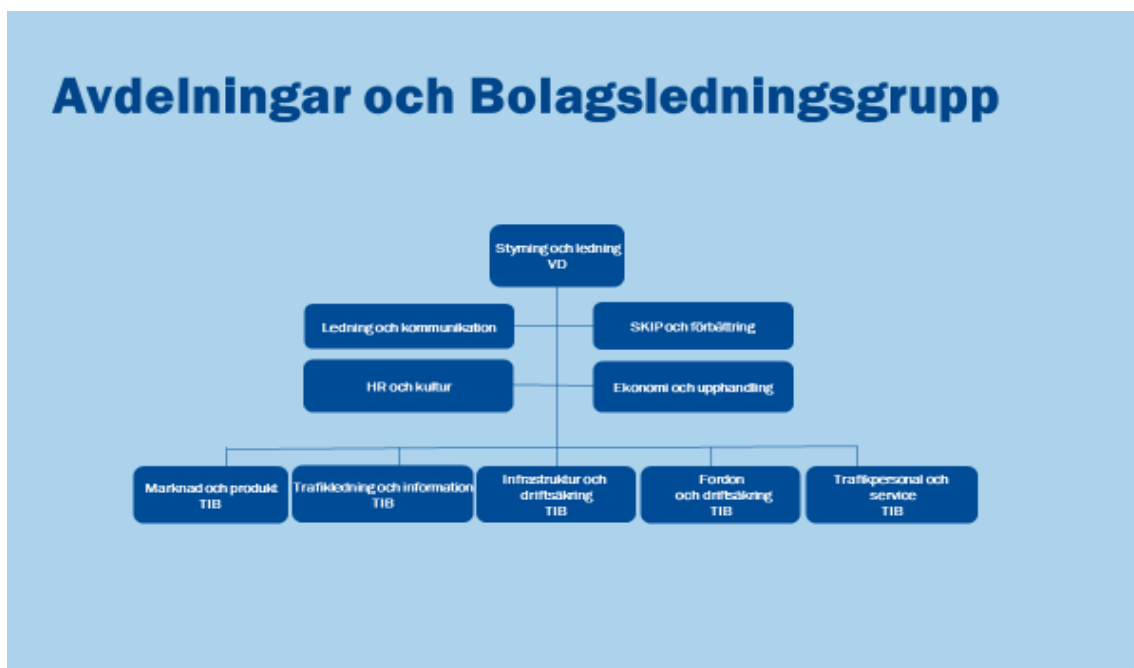 Avdelningar och Bolagsledningsgrupp
Styrning och ledning
VD
Ledning och kommunikation
SKIP och förbättring
HR och kultur
Ekonomi och upphandling
Marknad och produkt
TIB
Trafikledning och information
TIB
Infrastruktur och
driftsäkring
TIB
Fordon
och driftsäkring
TIB
Trafikpersonal och
service
TIB